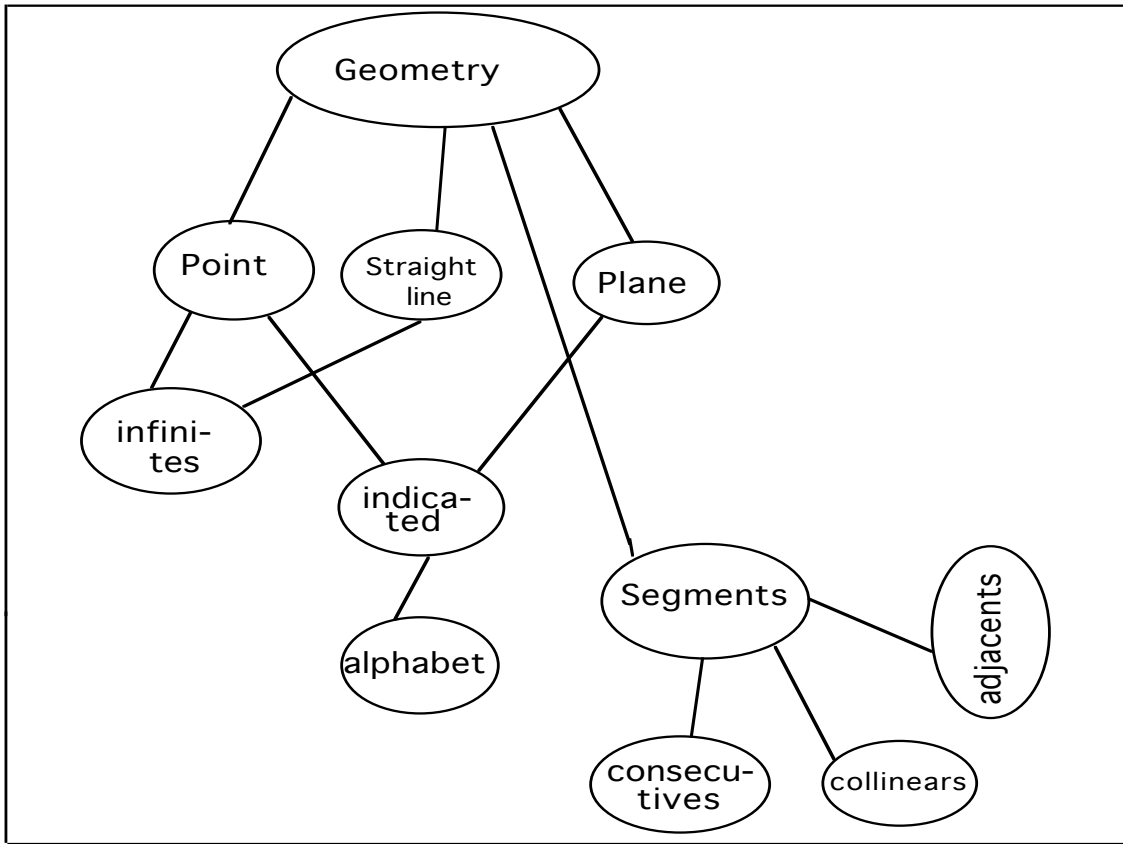 Geometry
Point
Straight
line
Plane
infini-
tes
indica-
ted
Segments
adjacents
alphabet
consecu-
tives
collinears